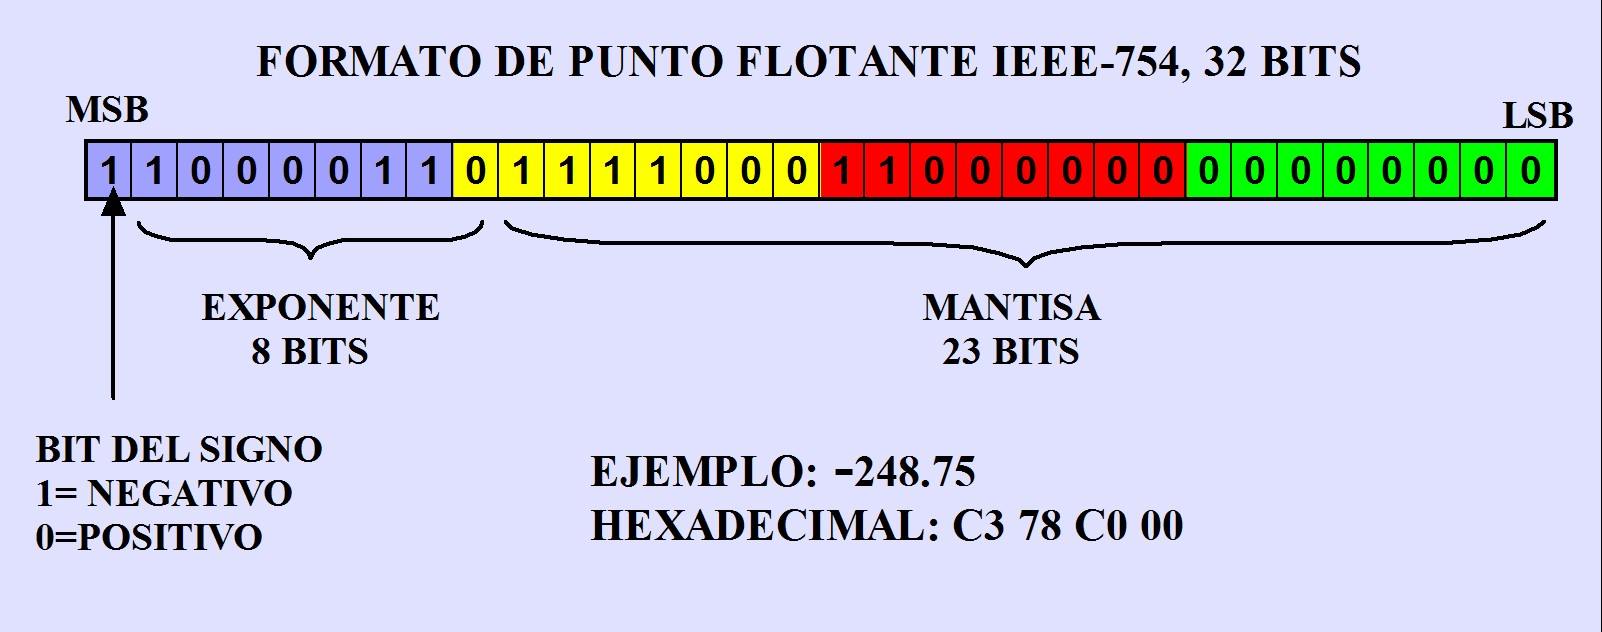 FORMATO DE PUNTO FLOTANTE IEEE-754, 32 BITS
MSB
LSB
1 1 0 0 0 0 1 1 0 1 1 1 1 0 0 0 1 1 0 0 0 0 0 0 0 0 0 0 0 0 0 0
EXPONENTE
8 BITS
MANTISA
23 BITS
BIT DEL SIGNO
1= NEGATIVO
0=POSITIVO
EJEMPLO: -248.75
HEXADECIMAL: C3 78 C0 00